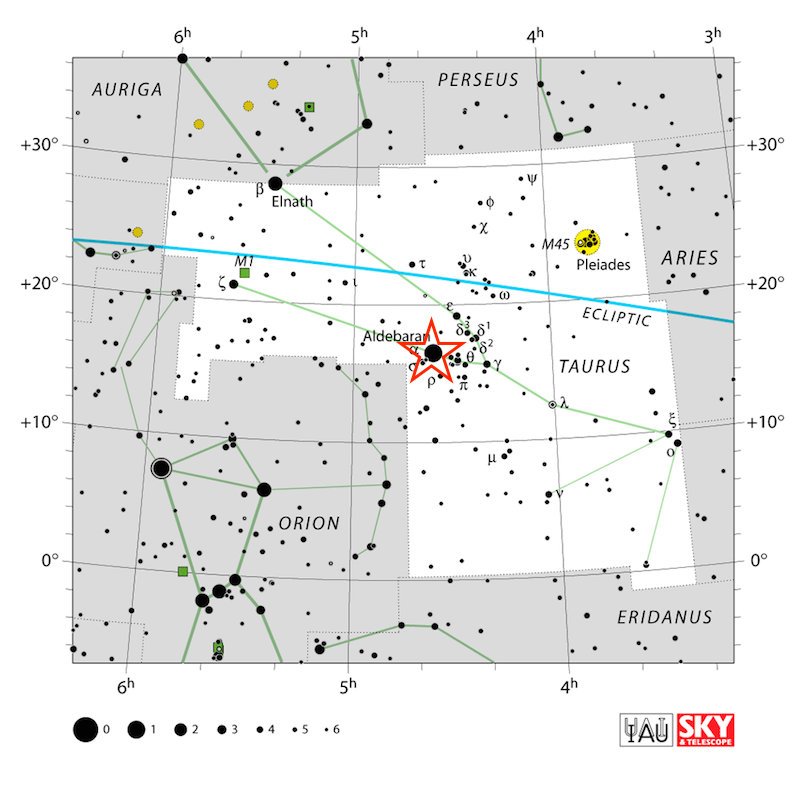 6h 5h 4h 3h
AURIGA
PERSEUS
+30° +30°
β
Elnath
ψ
φ
χ
M45
Pleiades
ARIES
M1
τ
υ
κ
+20° +20°
ζ
ι
ω
ε
ECLIPTIC
δ3 δ1
Aldebaran
δ2
α
θ
γ
TAURUS
σ
ρ
π
λ
+10° +10°
ξ
ο
μ
ν
ORION
0° 0°
ERIDANUS
6h 5h 4h
0 1 2 3 4 5 6
IAU
SKY
& TELESCOPE